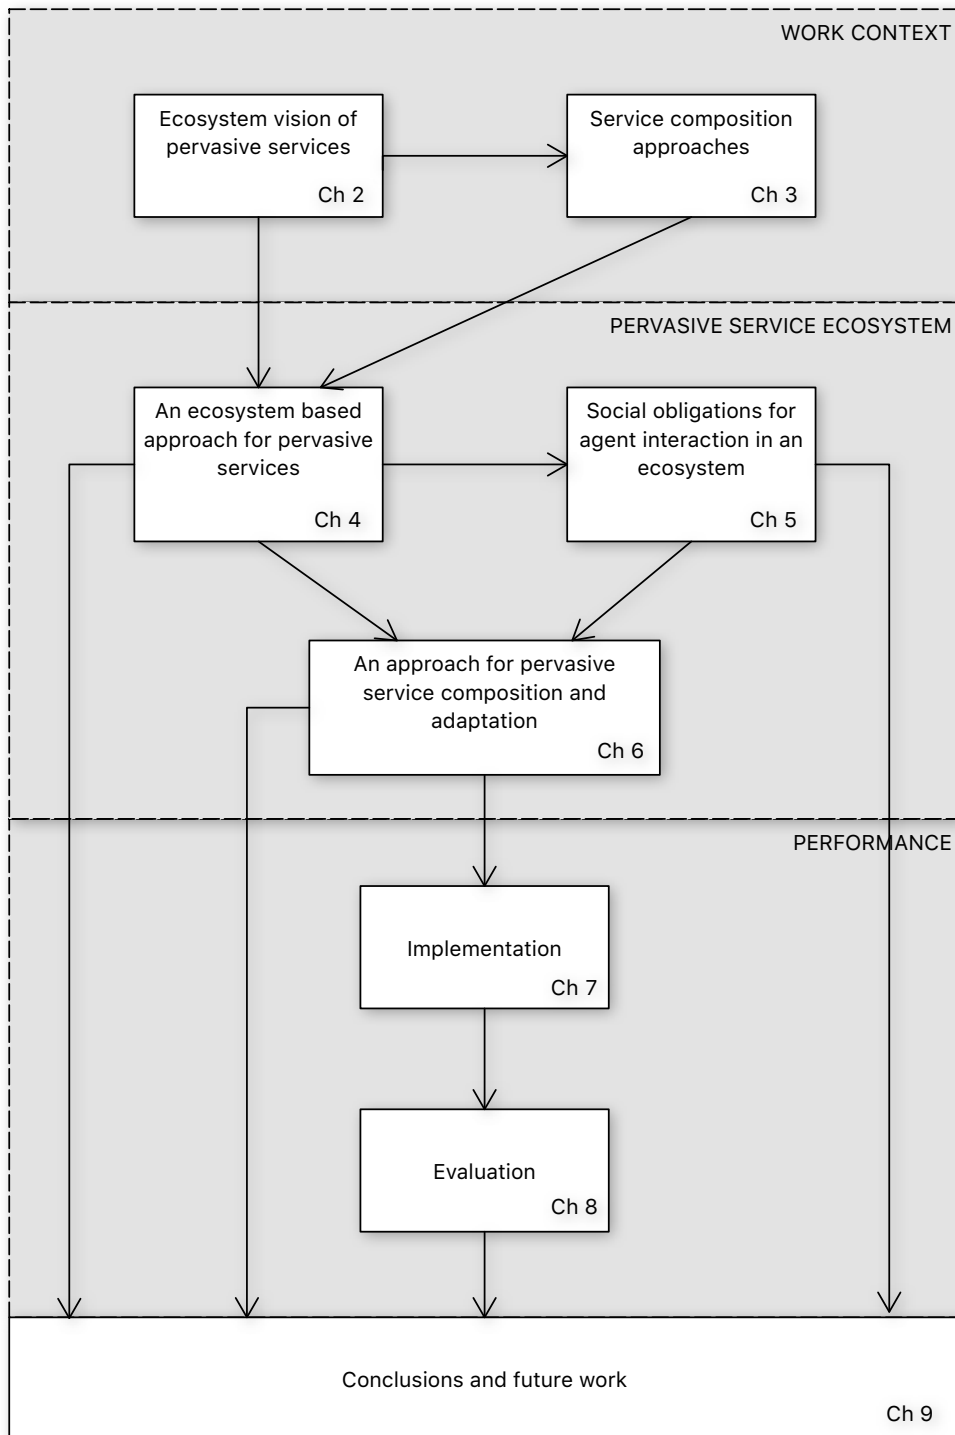 WORK CONTEXT
Ecosystem vision of
pervasive services
Ch 2
Service composition
approaches
Ch 3
PERVASIVE SERVICE ECOSYSTEM
An ecosystem based
approach for pervasive
services
Ch 4
Social obligations for
agent interaction in an
ecosystem
Ch 5
An approach for pervasive
service composition and
adaptation
Ch 6
PERFORMANCE
Implementation
Ch 7
Evaluation
Ch 8
Conclusions and future work
Ch 9